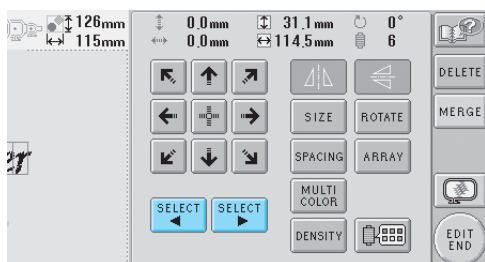 126mm 0.0mm 31.1mm 0°
115mm 0.0mm 114.5mm 6
DELETE
SIZE ROTATE MERGE
SPACING ARRAY
SELECT SELECT MULTI COLOR
DENSITY EDIT END